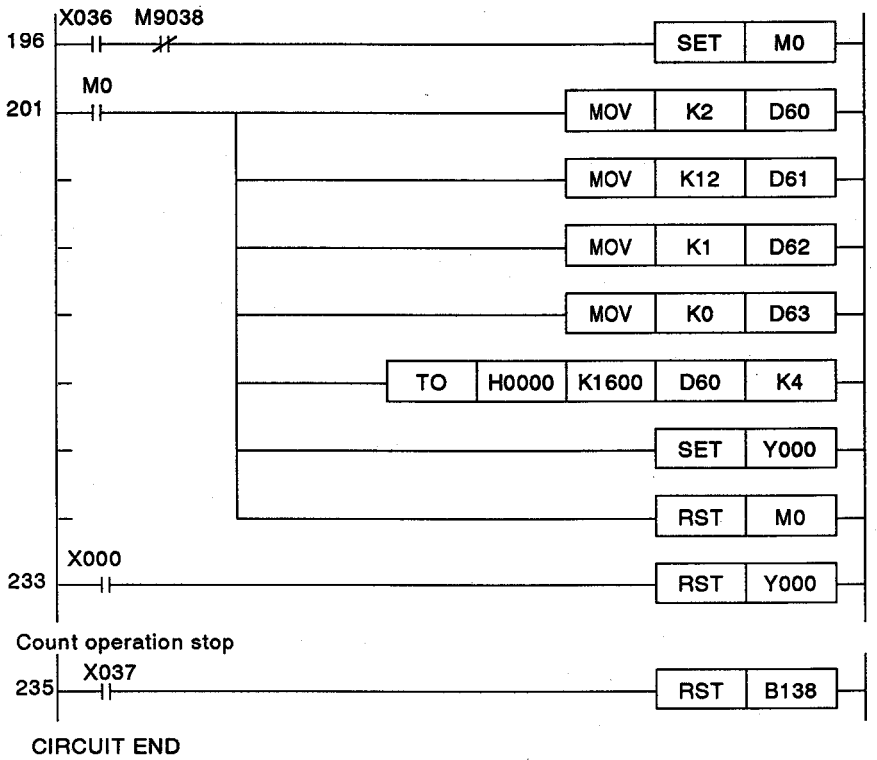 X036 M9038
196 SET M0
M0
201 MOV K2 D60
MOV K12 D61
MOV K1 D62
MOV K0 D63
TO H0000 K1600 D60 K4
SET Y000
RST M0
X000
233 RST Y000
Count operation stop
X037
235 RST B138
CIRCUIT END